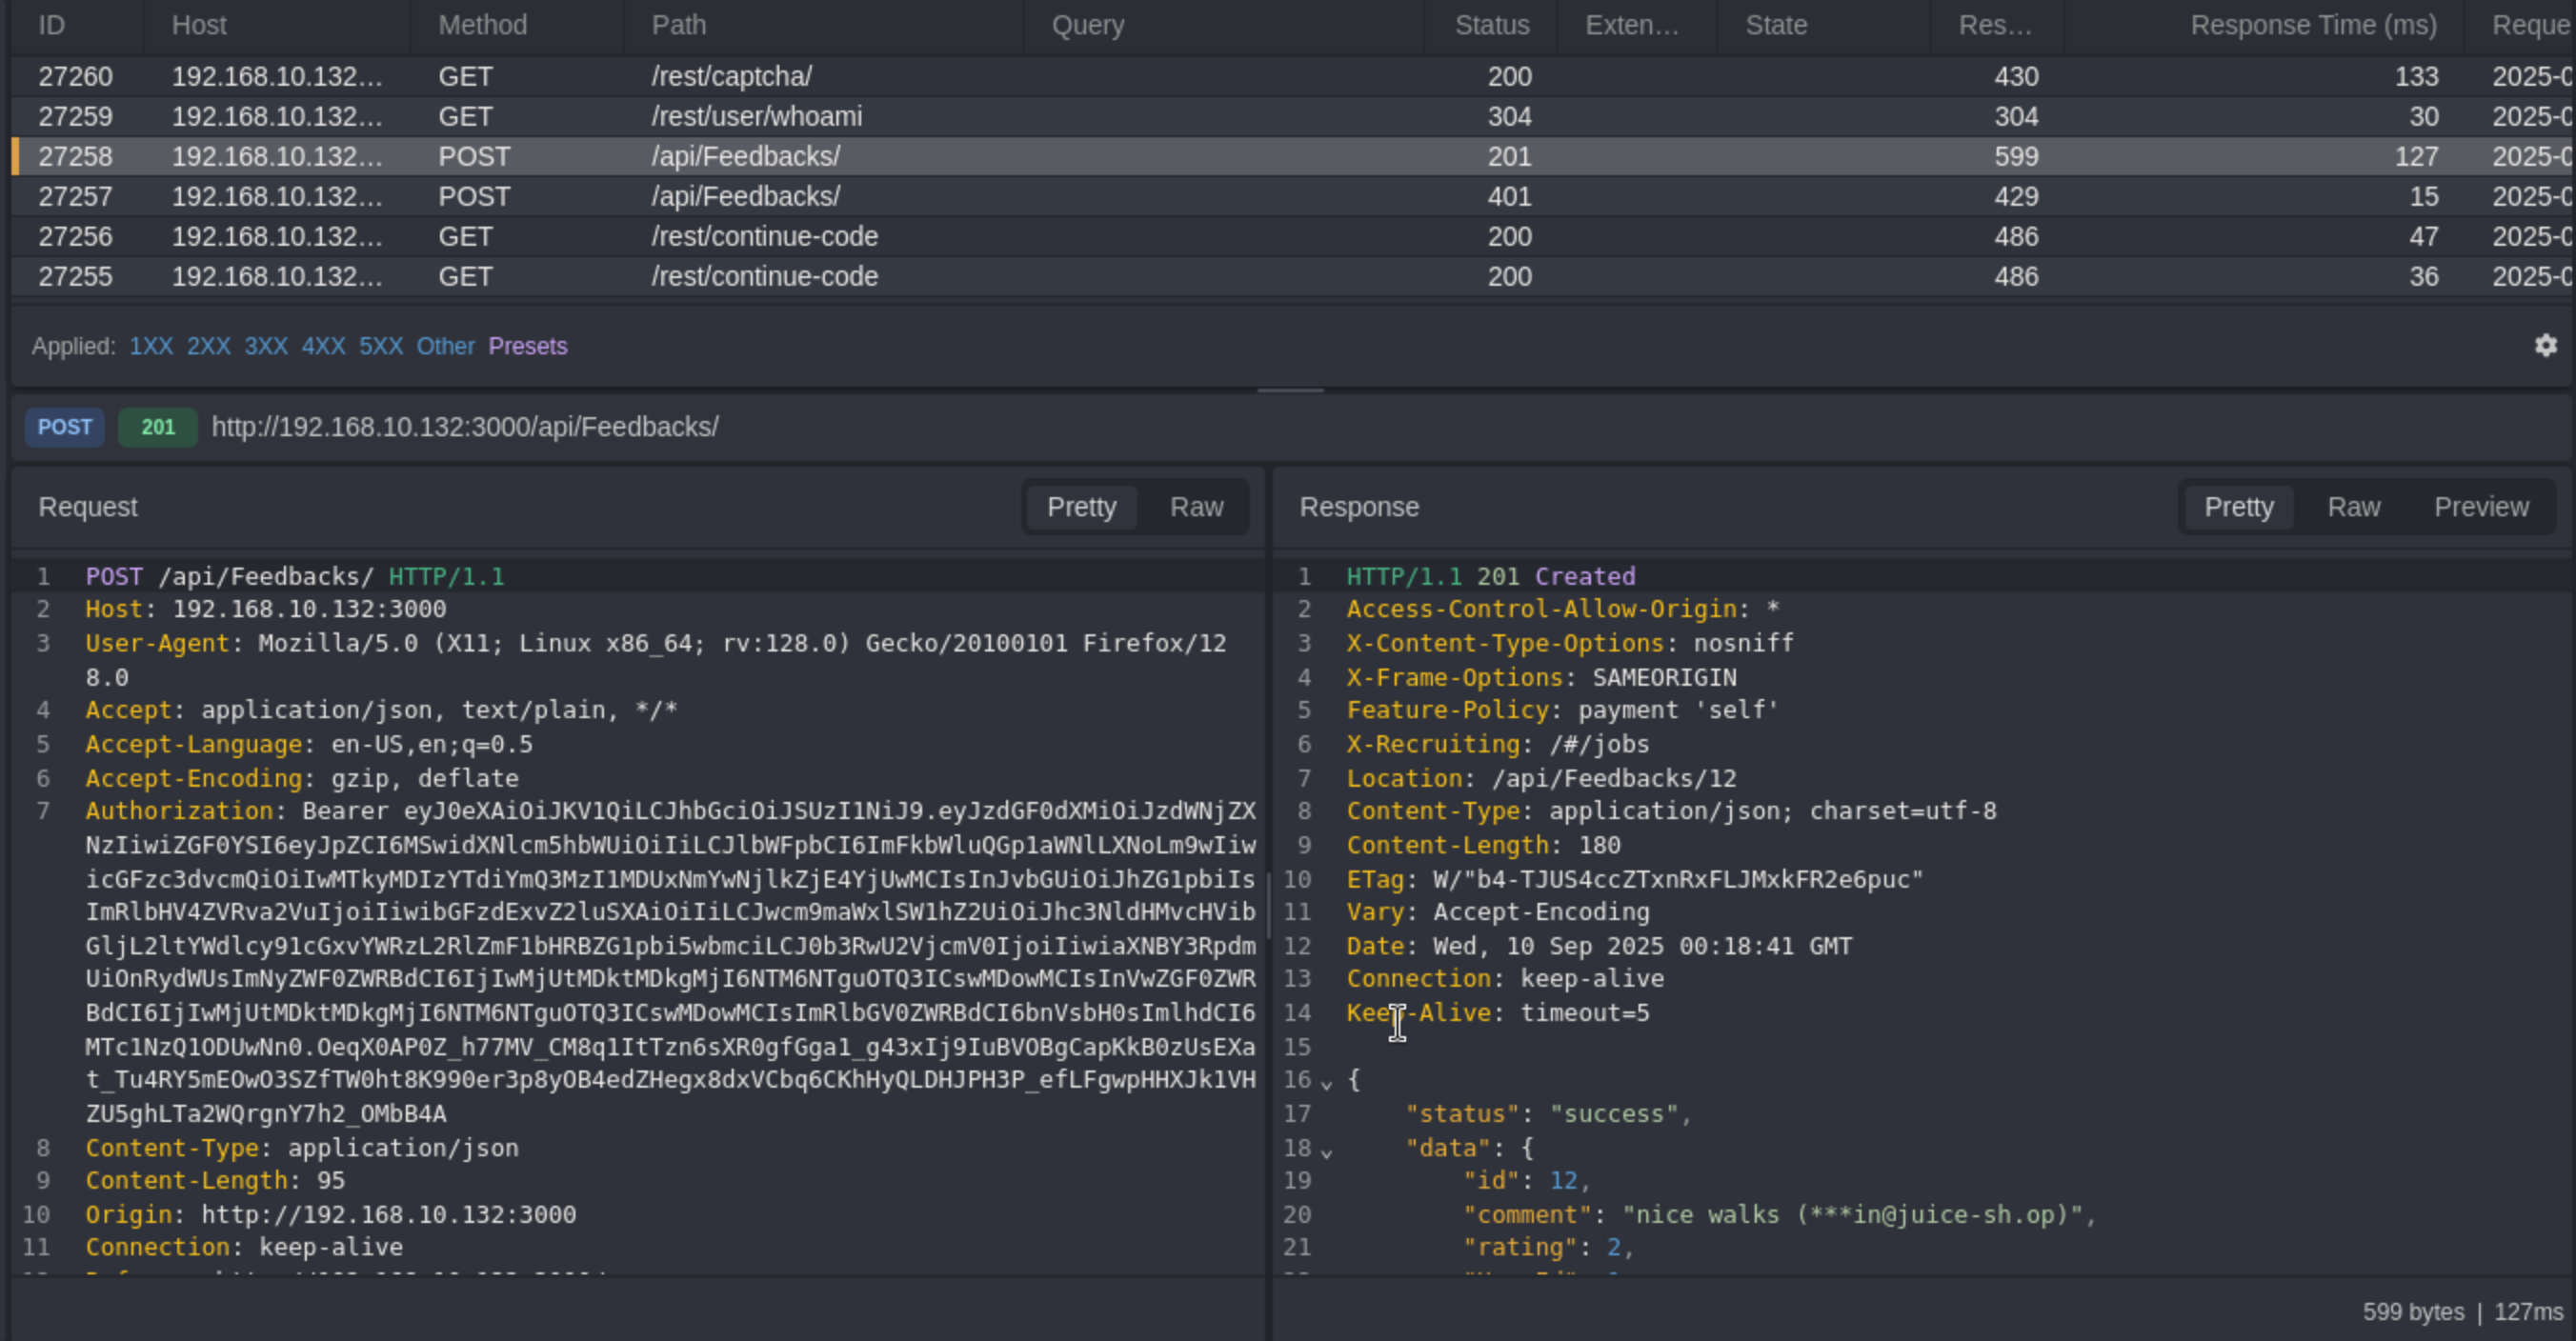 ID Host Method Path Query Status Exten... State Res... Response Time (ms) Reque
27260 192.168.10.132... GET /rest/captcha/ 200 430 133 2025-0
27259 192.168.10.132... GET /rest/user/whoami 304 304 30 2025-0
27258 192.168.10.132... POST /api/Feedbacks/ 201 599 127 2025-0
27257 192.168.10.132... POST /api/Feedbacks/ 401 429 15 2025-0
27256 192.168.10.132... GET /rest/continue-code 200 486 47 2025-0
27255 192.168.10.132... GET /rest/continue-code 200 486 36 2025-0
Applied: 1XX 2XX 3XX 4XX 5XX Other Presets
POST 201 http://192.168.10.132:3000/api/Feedbacks/
Request Pretty Raw
1 POST /api/Feedbacks/ HTTP/1.1
2 Host: 192.168.10.132:3000
3 User-Agent: Mozilla/5.0 (X11; Linux x86_64; rv:128.0) Gecko/20100101 Firefox/12
8.0
4 Accept: application/json, text/plain, */*
5 Accept-Language: en-US,en;q=0.5
6 Accept-Encoding: gzip, deflate
7 Authorization: Bearer eyJ0eXAiOiJKV1QiLCJhbGciOiJSUzI1NiJ9.eyJzdGF0dXMiOiJzdWNjZX
NzIiwiZGF0YSI6eyJpZCI6MSwidXNlcm5hbWUiOiIiLCJlbWFpbCI6ImFkbWluQGp1aWNlLXNoLm9wIiw
icGFzc3dvcmQiOiIwMTkyMDIzYTdiYmQ3MzI1MDUxNmYwNjlkZjE4YjUwMCIsInJvbGUiOiJhZG1pbiIs
ImRlbHV4ZVRva2VuIjoiIiwibGFzdExvZ2luSXAiOiIiLCJwcm9maWxlSW1hZ2UiOiJhc3NldHMvcHVib
GljL2ltYWdlcy91cGxvYWRzL2RlZmF1bHRBZG1pbi5wbmciLCJ0b3RwU2VjcmV0IjoiIiwiaXNBY3Rpdm
UiOnRydWUsImNyZWF0ZWRBdCI6IjIwMjUtMDktMDkgMjI6NTM6NTguOTQ3ICswMDowMCIsInVwZGF0ZWR
BdCI6IjIwMjUtMDktMDkgMjI6NTM6NTguOTQ3ICswMDowMCIsImRlbGV0ZWRBdCI6bnVsbH0sImlhdCI6
MTc1NzQ1ODUwNn0.OeqX0AP0Z_h77MV_CM8q1ItTzn6sXR0gfGga1_g43xIj9IuBVOBgCapKkB0zUsEXa
t_Tu4RY5mEOwO3SZfTW0ht8K990er3p8yOB4edZHegx8dxVCbq6CKhHyQLDHJPH3P_efLFgwpHHXJk1VH
ZU5ghLTa2WQrgnY7h2_OMbB4A
8 Content-Type: application/json
9 Content-Length: 95
10 Origin: http://192.168.10.132:3000
11 Connection: keep-alive
Response Pretty Raw Preview
1 HTTP/1.1 201 Created
2 Access-Control-Allow-Origin: *
3 X-Content-Type-Options: nosniff
4 X-Frame-Options: SAMEORIGIN
5 Feature-Policy: payment 'self'
6 X-Recruiting: /#/jobs
7 Location: /api/Feedbacks/12
8 Content-Type: application/json; charset=utf-8
9 Content-Length: 180
10 ETag: W/"b4-TJUS4ccZTxnRxFLJMxkFR2e6puc"
11 Vary: Accept-Encoding
12 Date: Wed, 10 Sep 2025 00:18:41 GMT
13 Connection: keep-alive
14 Keep-Alive: timeout=5
15
16 {
17 "status": "success",
18 "data": {
19 "id": 12,
20 "comment": "nice walks (***in@juice-sh.op)",
21 "rating": 2,
599 bytes | 127ms